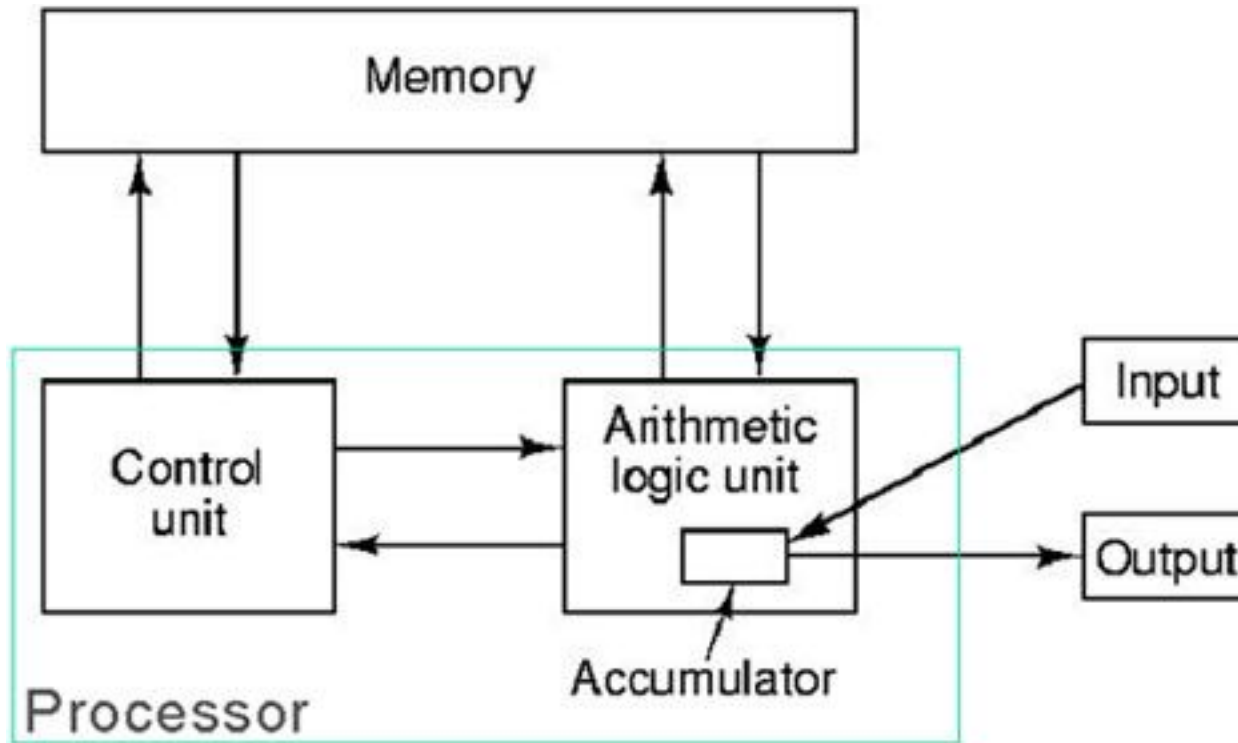 Memory
Control
unit
Arithmetic
logic unit
Input
Output
Accumulator
Processor